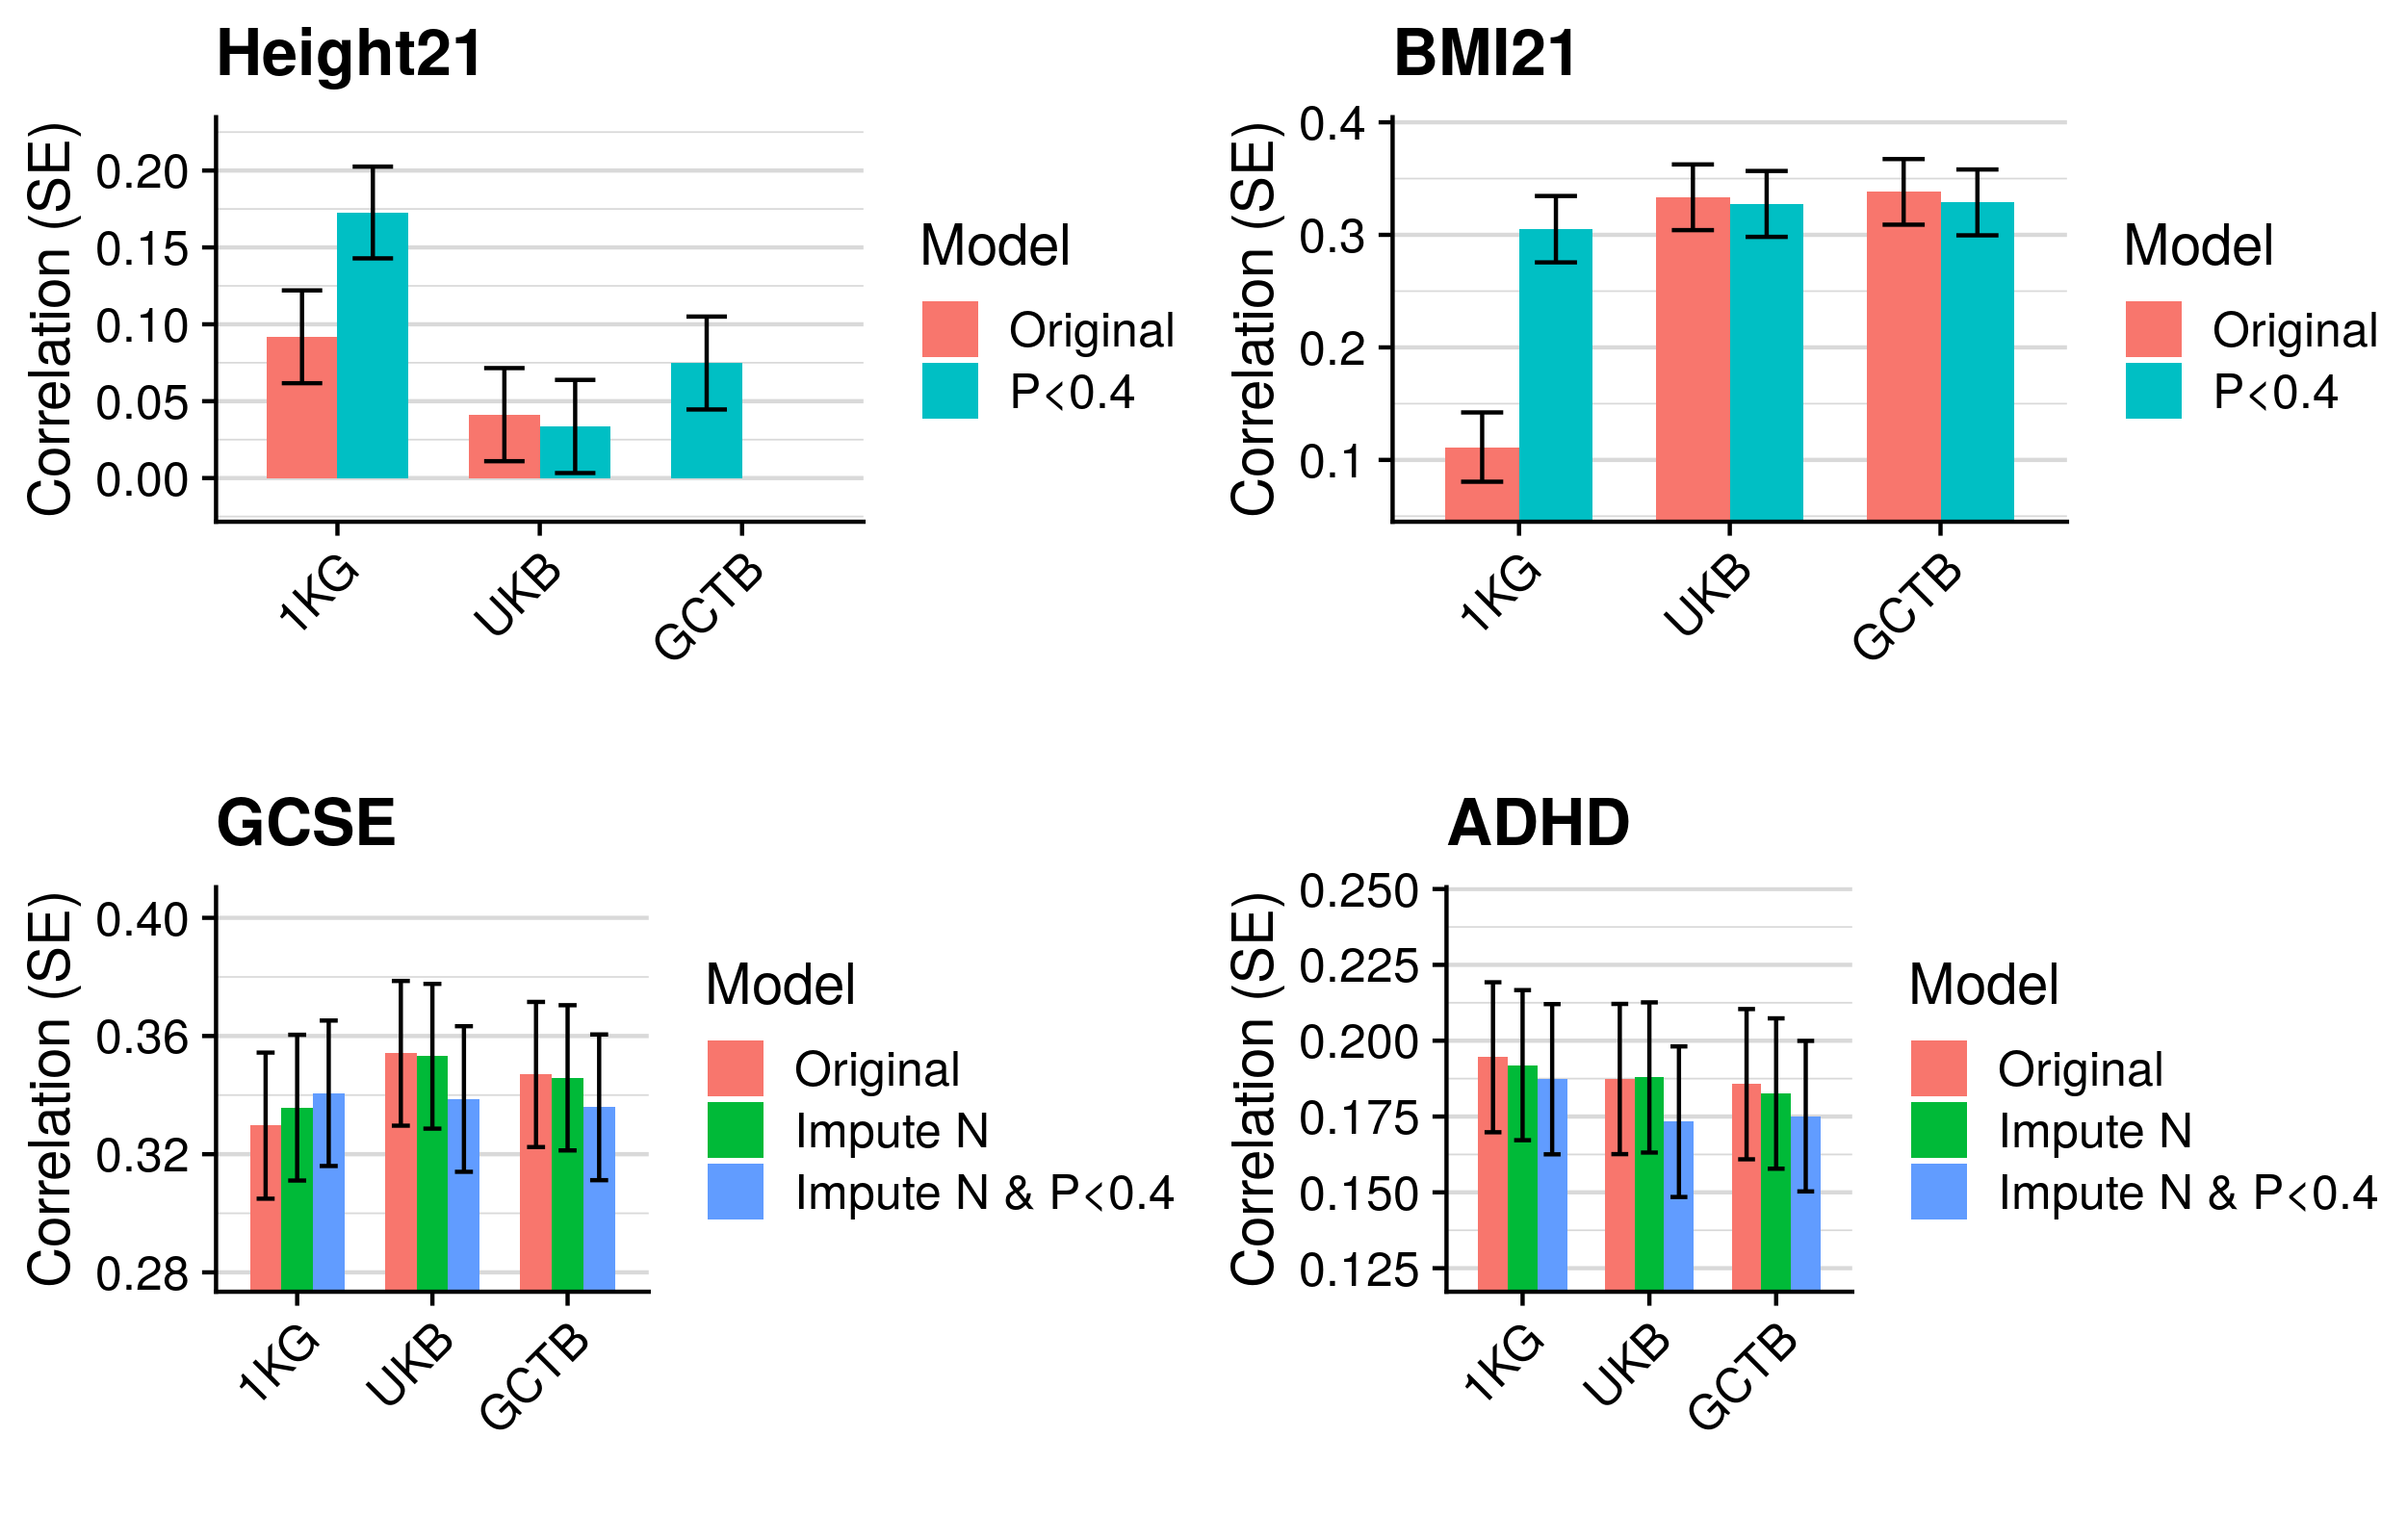 Height21
Correlation (SE)
0.20
0.15
0.10
0.05
0.00
1KG
UKB
GCTB
Model
Original
P<0.4
BMI21
Correlation (SE)
0.4
0.3
0.2
0.1
1KG
UKB
GCTB
Model
Original
P<0.4
GCSE
Correlation (SE)
0.40
0.36
0.32
0.28
1KG
UKB
GCTB
Model
Original
Impute N
Impute N & P<0.4
ADHD
Correlation (SE)
0.250
0.225
0.200
0.175
0.150
0.125
1KG
UKB
GCTB
Model
Original
Impute N
Impute N & P<0.4